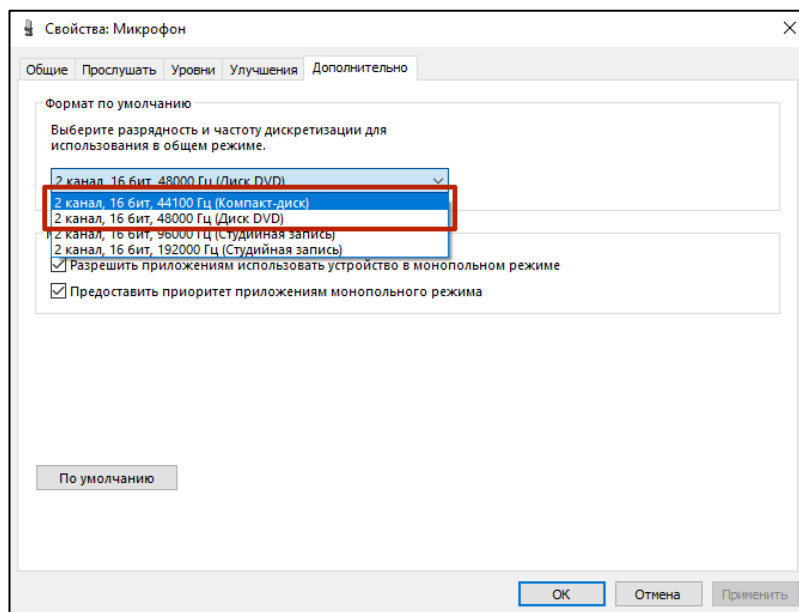 Свойства: Микрофон
Общие Прослушать Уровни Улучшения Дополнительно
Формат по умолчанию
Выберите разрядность и частоту дискретизации для
использования в общем режиме.
2 канал, 16 бит, 48000 Гц (Диск DVD)
2 канал, 16 бит, 44100 Гц (Компакт-диск)
2 канал, 16 бит, 48000 Гц (Диск DVD)
2 канал, 16 бит, 96000 Гц (Студийная запись)
2 канал, 16 бит, 192000 Гц (Студийная запись)
Разрешить приложениям использовать устройство в монопольном режиме
Предоставить приоритет приложениям монопольного режима
По умолчанию
OK Отмена Применить